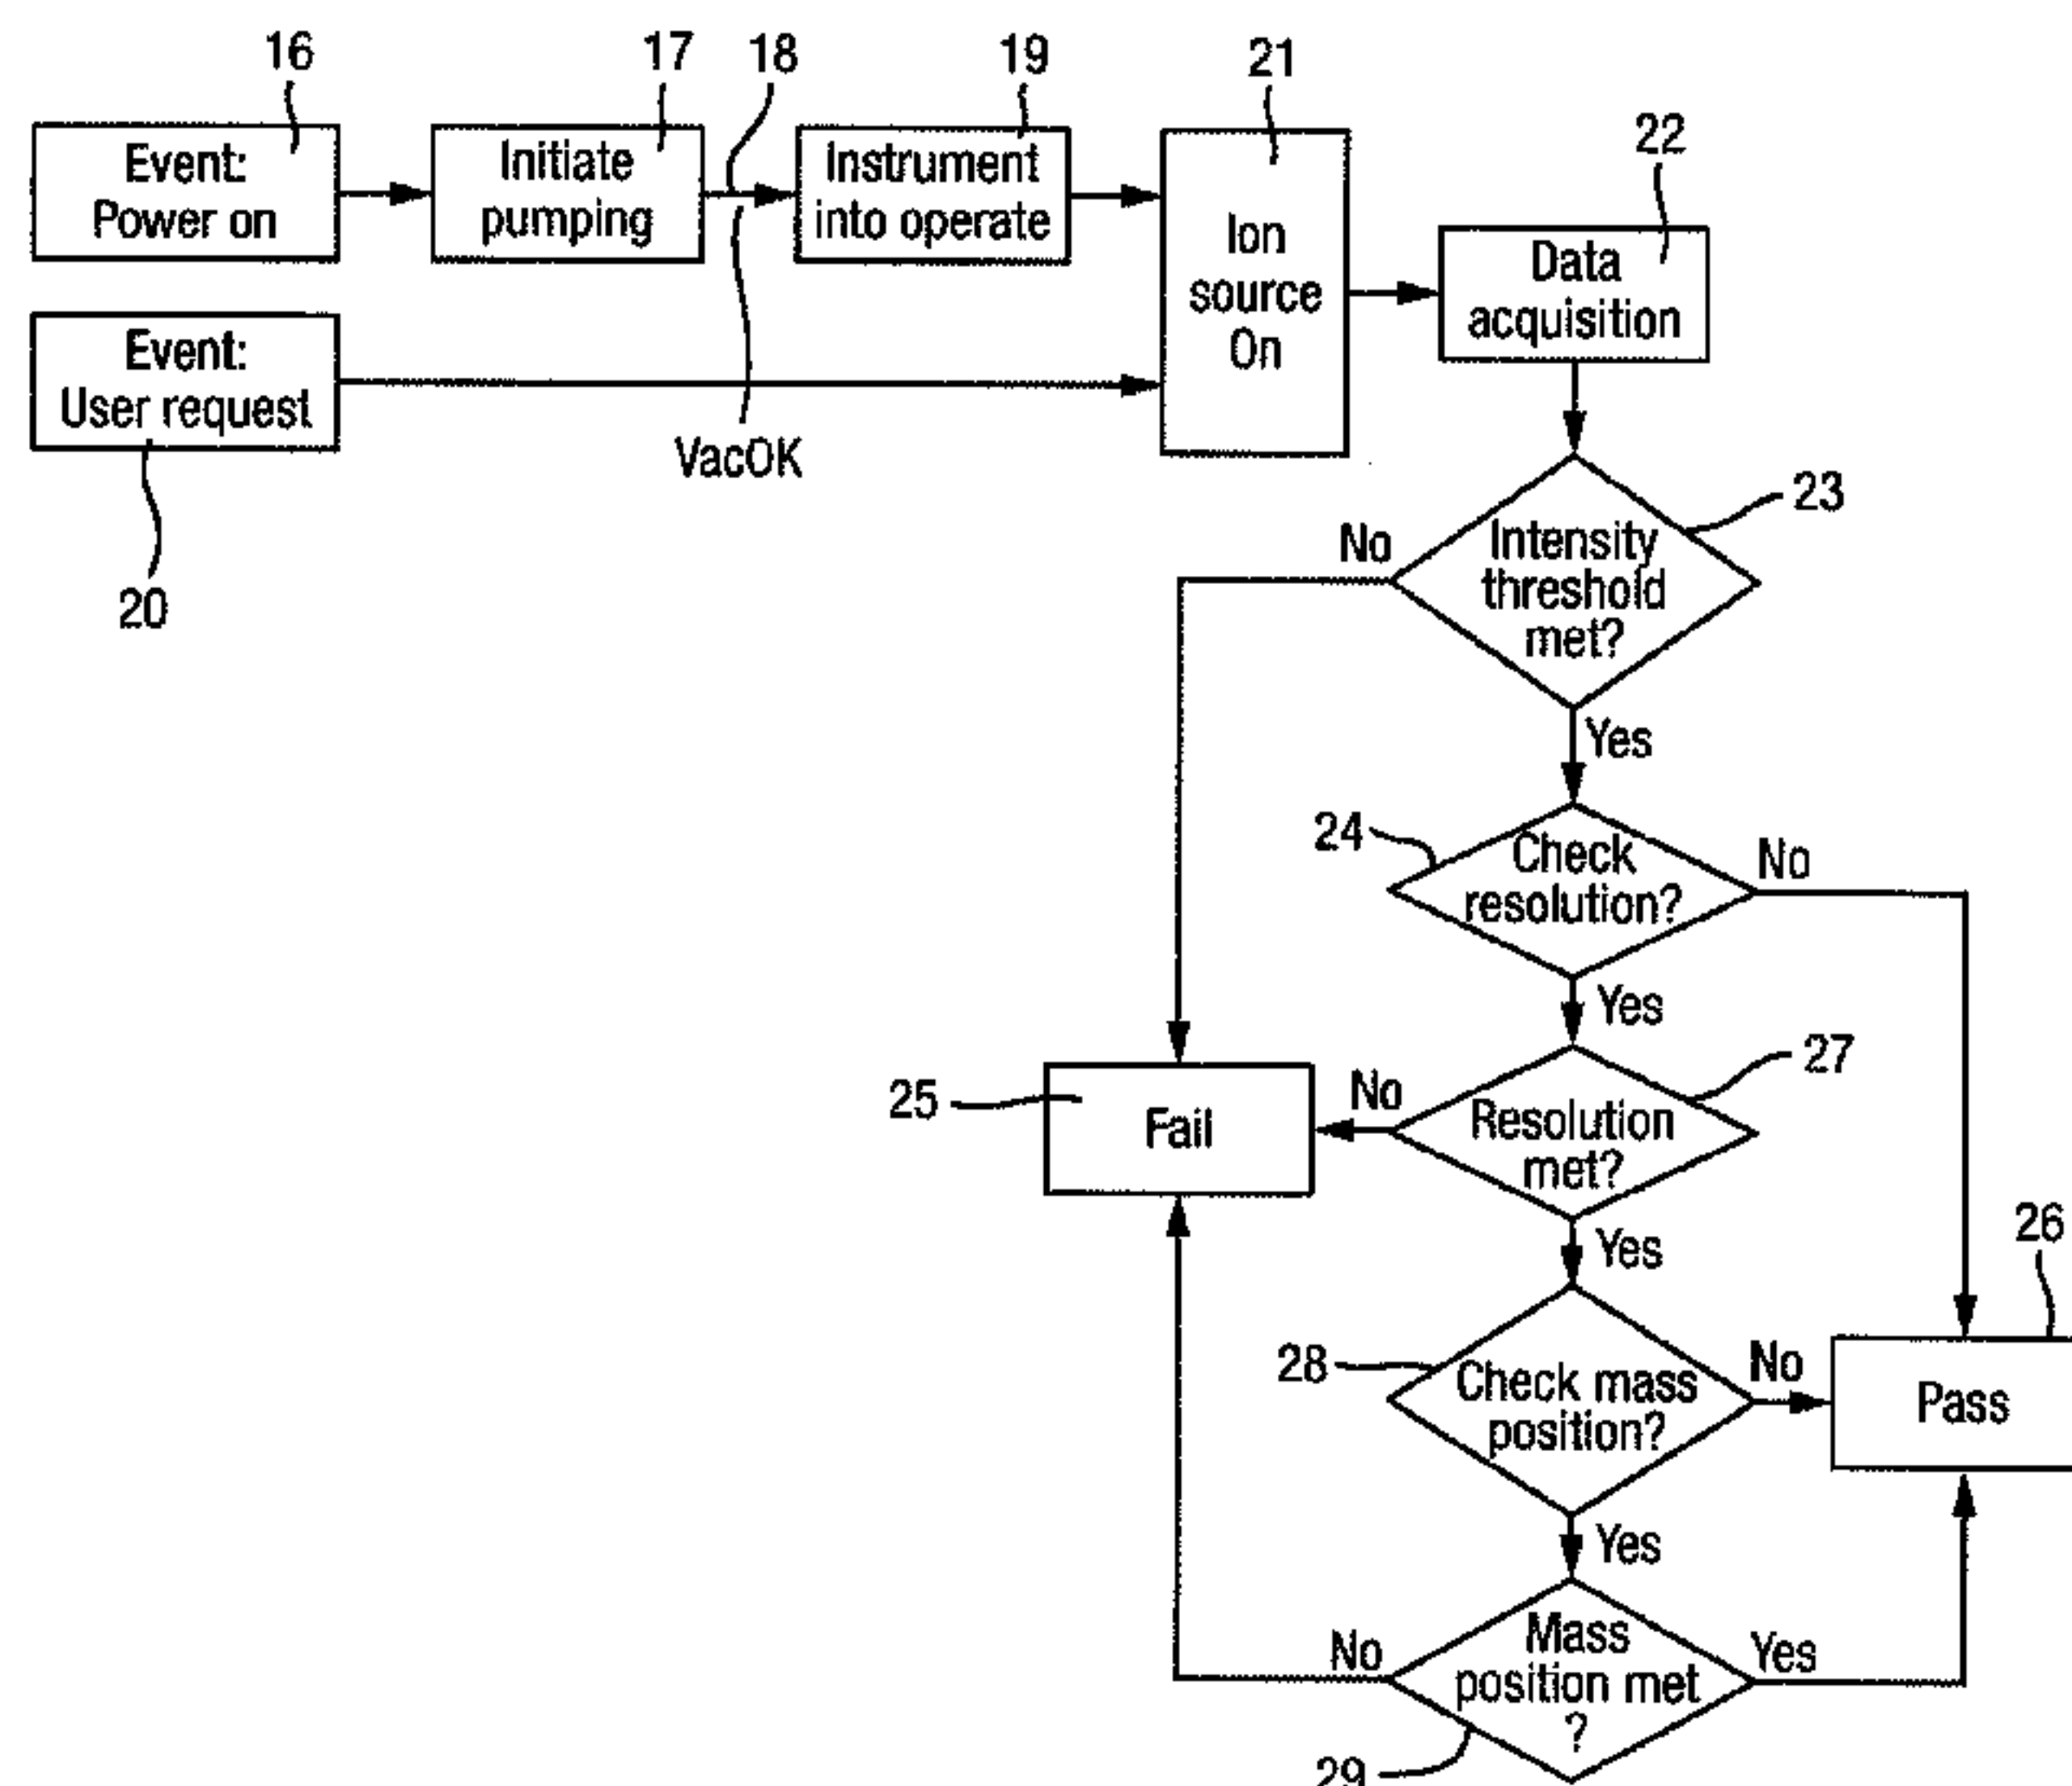 16
17
18
19
21
22
Event:
Power on
Initiate
pumping
Instrument
into operate
Ion
source
On
Data
acquisition
Event:
User request
VacOK
20
23
No
Intensity
threshold
met?
Yes
24
Check
resolution?
No
Yes
27
25
Fail
No
Resolution
met?
Yes
26
28
Check mass
position?
No
Pass
Yes
No
Mass
position met
?
Yes
29